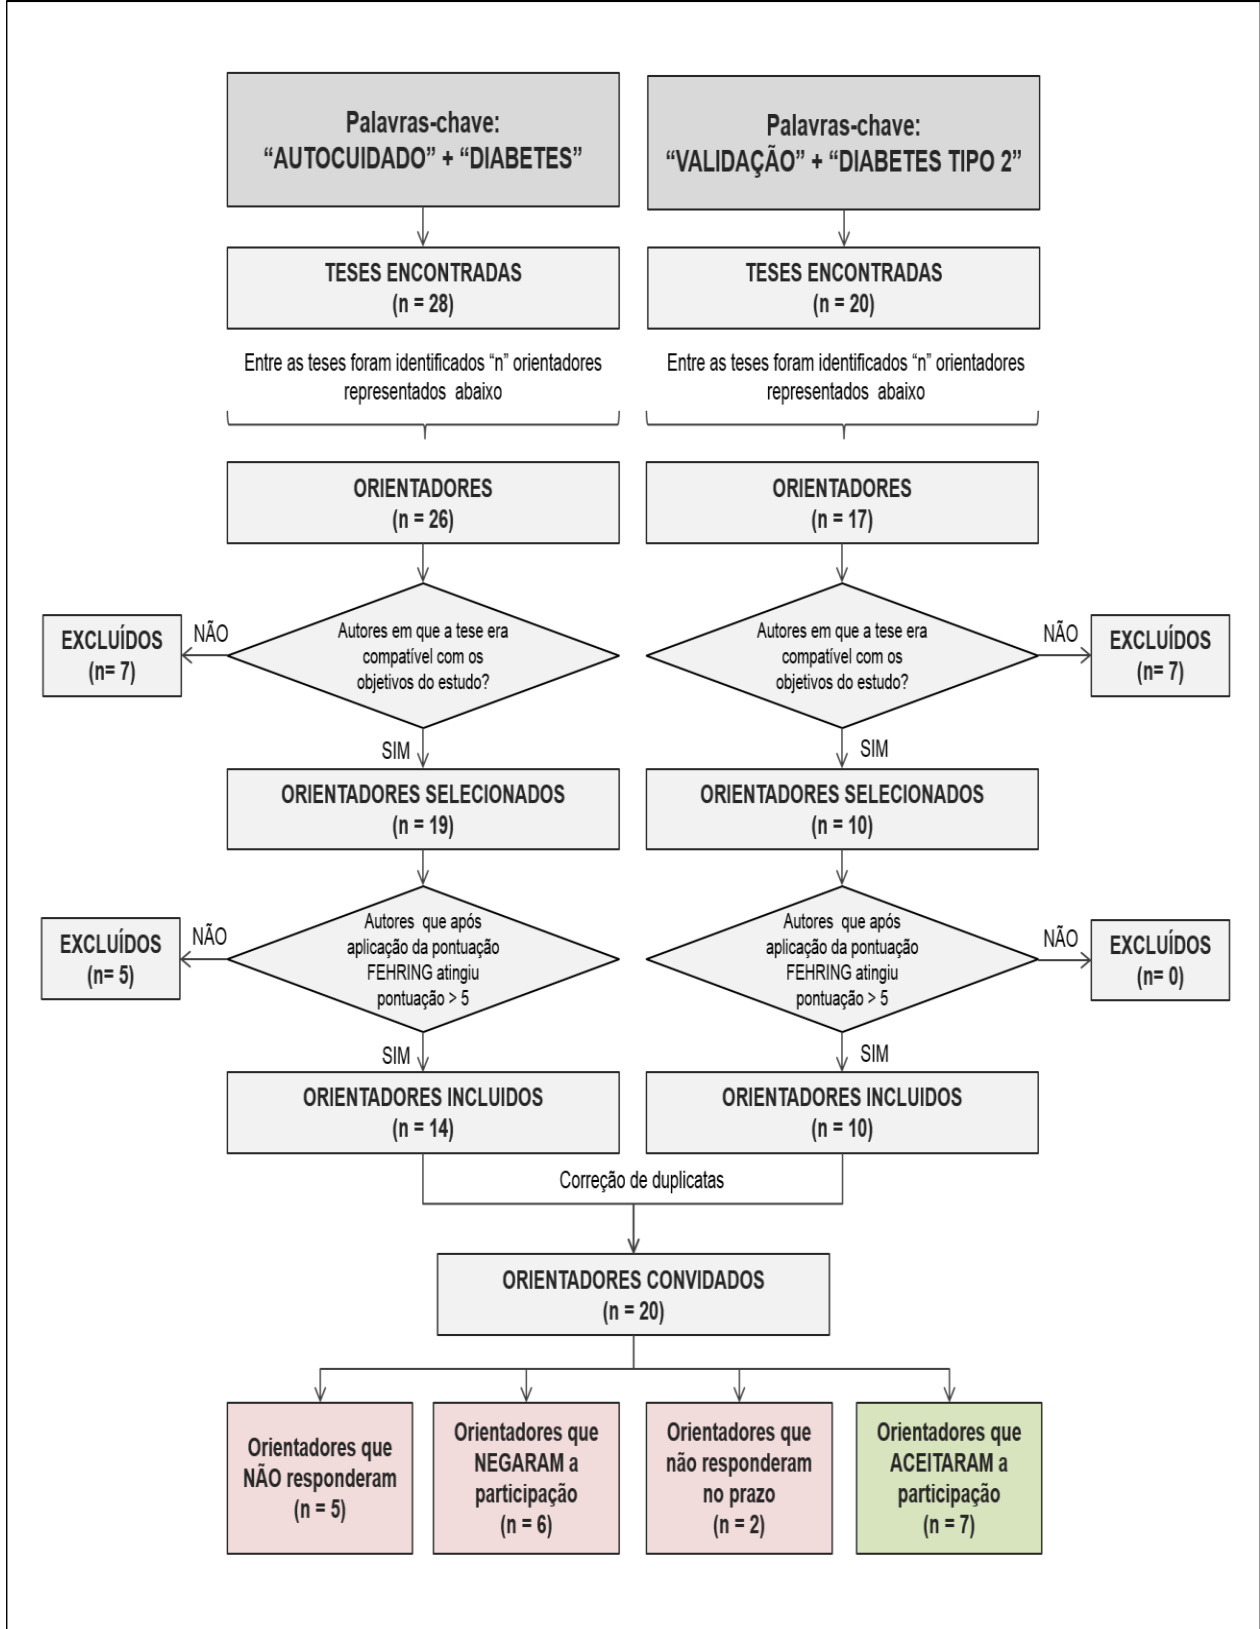 Palavras-chave:
“AUTOCUIDADO” + “DIABETES”
Palavras-chave:
“VALIDAÇÃO” + “DIABETES TIPO 2”
TESES ENCONTRADAS
(n = 28)
TESES ENCONTRADAS
(n = 20)
Entre as teses foram identificados “n” orientadores
representados abaixo
Entre as teses foram identificados “n” orientadores
representados abaixo
ORIENTADORES
(n = 26)
ORIENTADORES
(n = 17)
EXCLUÍDOS
(n= 7)
NÃO
Autores em que a tese era
compatível com os
objetivos do estudo?
Autores em que a tese era
compatível com os
objetivos do estudo?
NÃO
EXCLUÍDOS
(n= 7)
SIM
SIM
ORIENTADORES SELECIONADOS
(n = 19)
ORIENTADORES SELECIONADOS
(n = 10)
EXCLUÍDOS
(n= 5)
NÃO
Autores que após
aplicação da pontuação
FEHRING atingiu
pontuação > 5
Autores que após
aplicação da pontuação
FEHRING atingiu
pontuação > 5
NÃO
EXCLUÍDOS
(n= 0)
SIM
SIM
ORIENTADORES INCLUIDOS
(n = 14)
ORIENTADORES INCLUIDOS
(n = 10)
Correção de duplicatas
ORIENTADORES CONVIDADOS
(n = 20)
Orientadores que
NÃO responderam
(n = 5)
Orientadores que
NEGARAM a
participação
(n = 6)
Orientadores que
não responderam
no prazo
(n = 2)
Orientadores que
ACEITARAM a
participação
(n = 7)